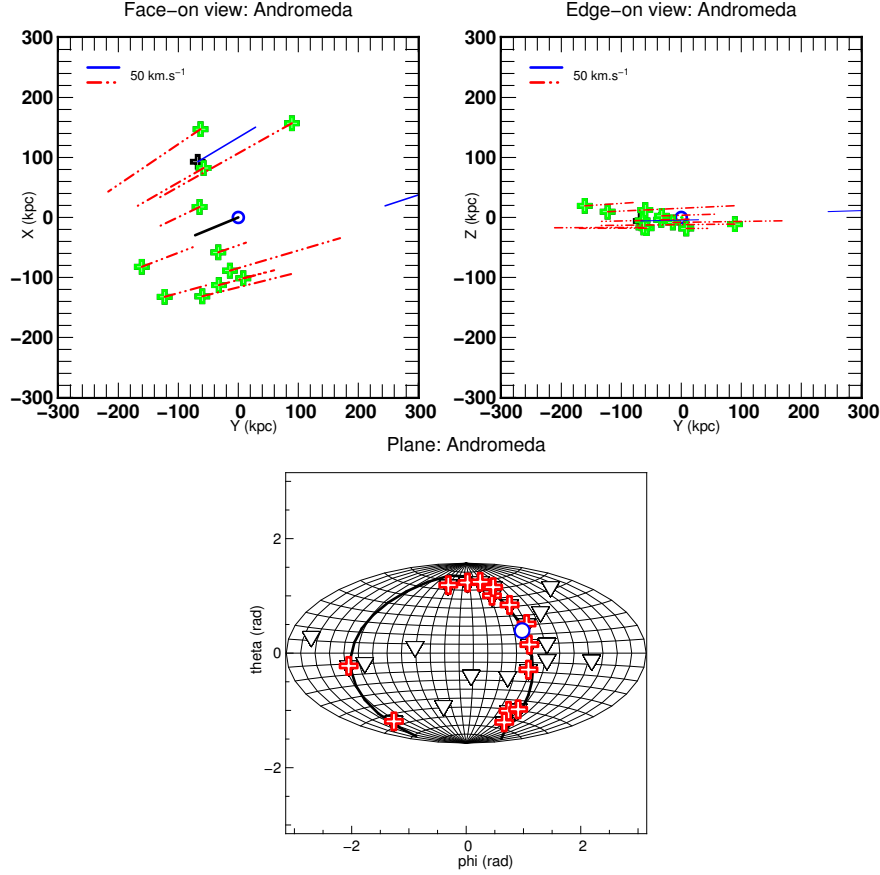 Face−on view: Andromeda
300
200
100
0
−100
−200
−300
X (kpc)
50 km.s⁻¹
−300 −200 −100 0 100 200 300
Y (kpc)
Edge−on view: Andromeda
300
200
100
0
−100
−200
−300
Z (kpc)
50 km.s⁻¹
−300 −200 −100 0 100 200 300
Y (kpc)
Plane: Andromeda
2
0
−2
theta (rad)
−2 0 2
phi (rad)